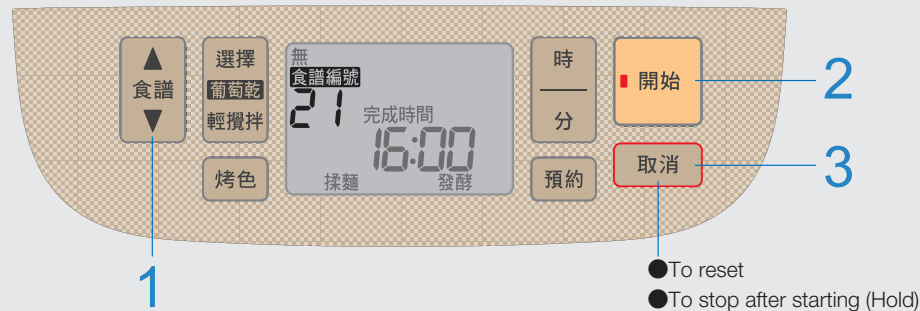 ▲
食譜
▼
選擇
葡萄乾
輕攪拌
烤色
無
食譜編號
21
完成時間
16:00
揉麵 發酵
時
分
預約
開始
取消
1
2
3
●To reset
●To stop after starting (Hold)